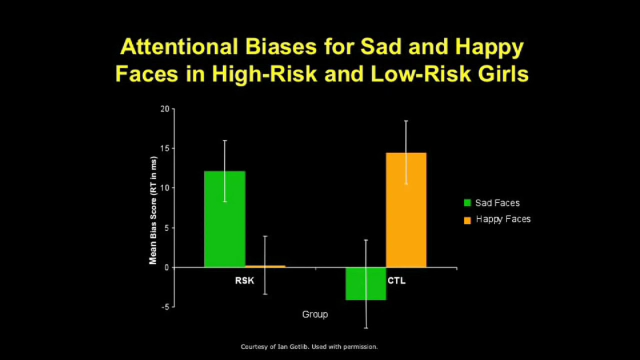 Attentional Biases for Sad and Happy
Faces in High-Risk and Low-Risk Girls
20
15
10
5
0
-5
Mean Bias Score (RT in ms)
RSK
CTL
Group
Sad Faces
Happy Faces
Courtesy of Ian Gotlib. Used with permission.